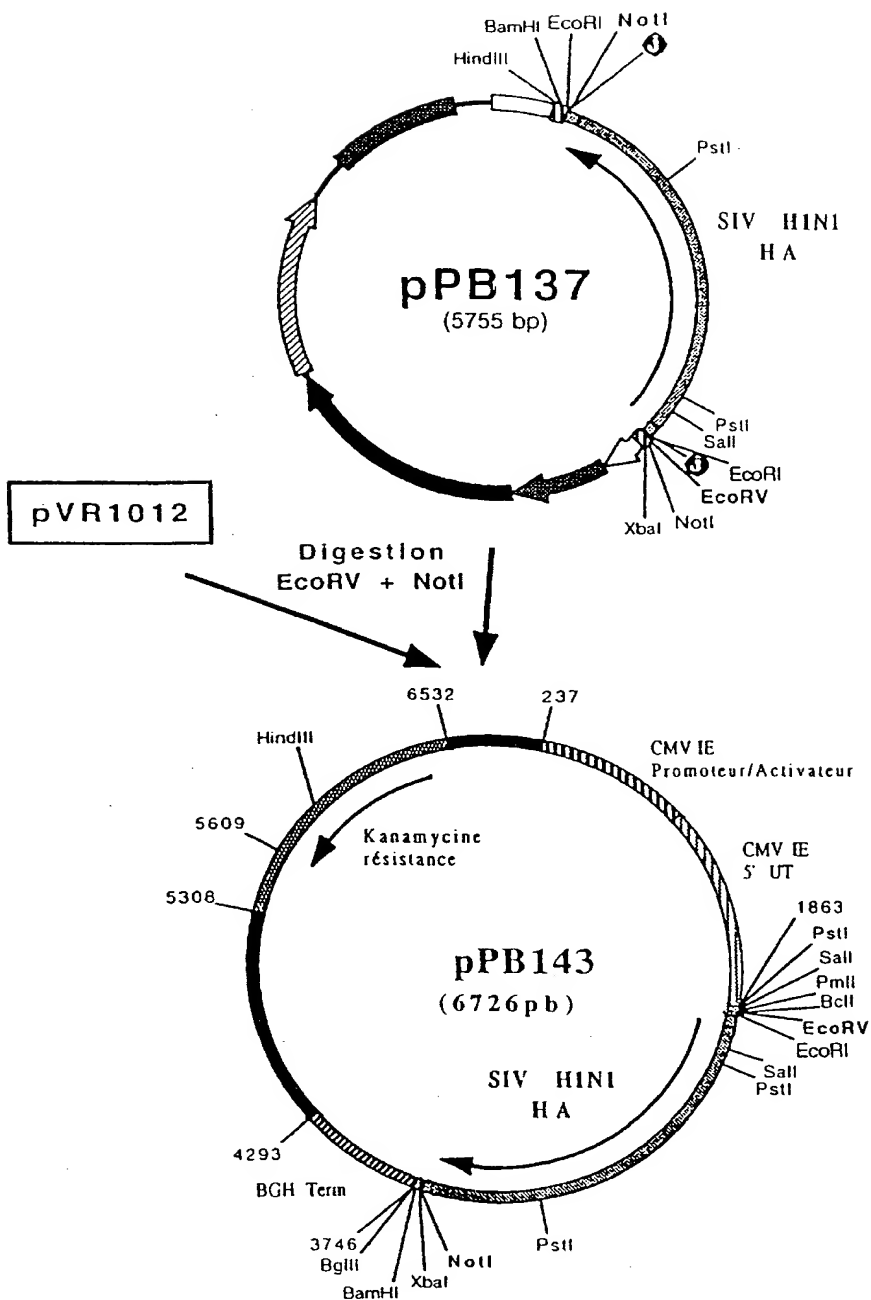 BamHI EcoRI NotI
HindIII
PstI
SIV H1N1
HA
pPB137
(5755 bp)
PstI
SalI
EcoRI
EcoRV
XbaI NotI
pVR1012
Digestion
EcoRV + NotI
6532 237
HindIII
CMV IE
Promoteur/Activateur
5609
Kanamycine
résistance
CMV IE
5' UT
5308
1863
PstI
SalI
PmlI
BclI
EcoRV
EcoRI
SalI
PstI
pPB143
(6726pb)
SIV H1N1
HA
4293
BGH Term
3746
BglII
BamHI
XbaI
NotI
PstI